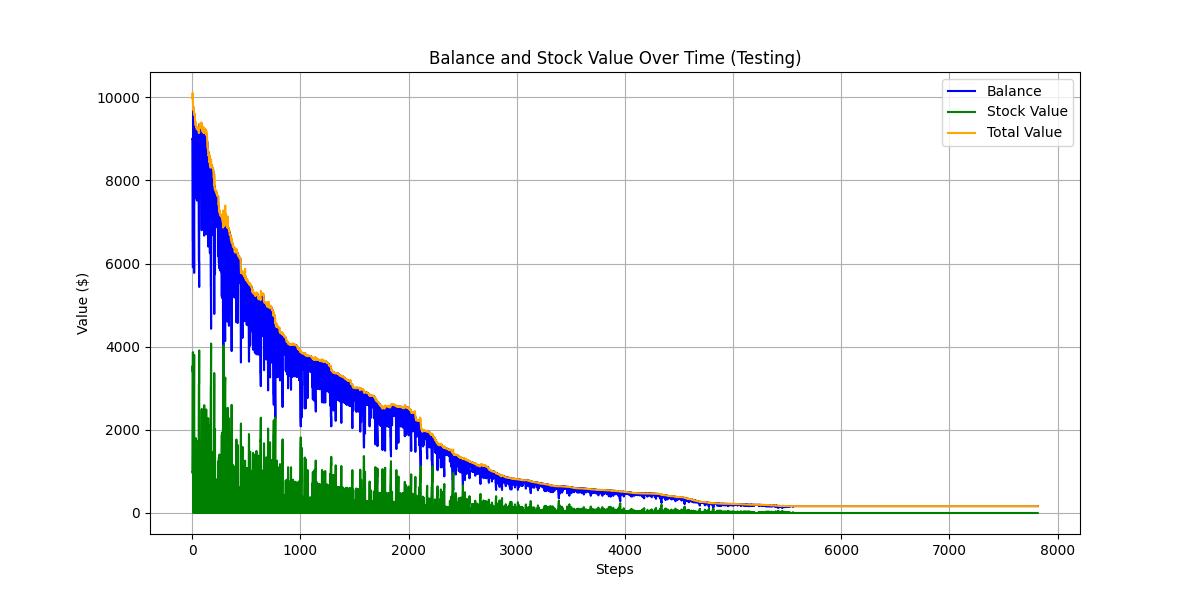 Balance and Stock Value Over Time (Testing)
Balance
Stock Value
Total Value
10000
8000
6000
4000
2000
0
Value ($)
0 1000 2000 3000 4000 5000 6000 7000 8000
Steps